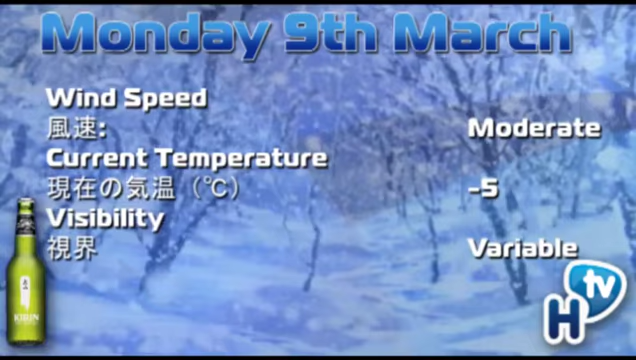 Monday 9th March
Wind Speed
風速:
Moderate
Current Temperature
現在の気温（℃）
-5
Visibility
視界
Variable
KIRIN
H tv